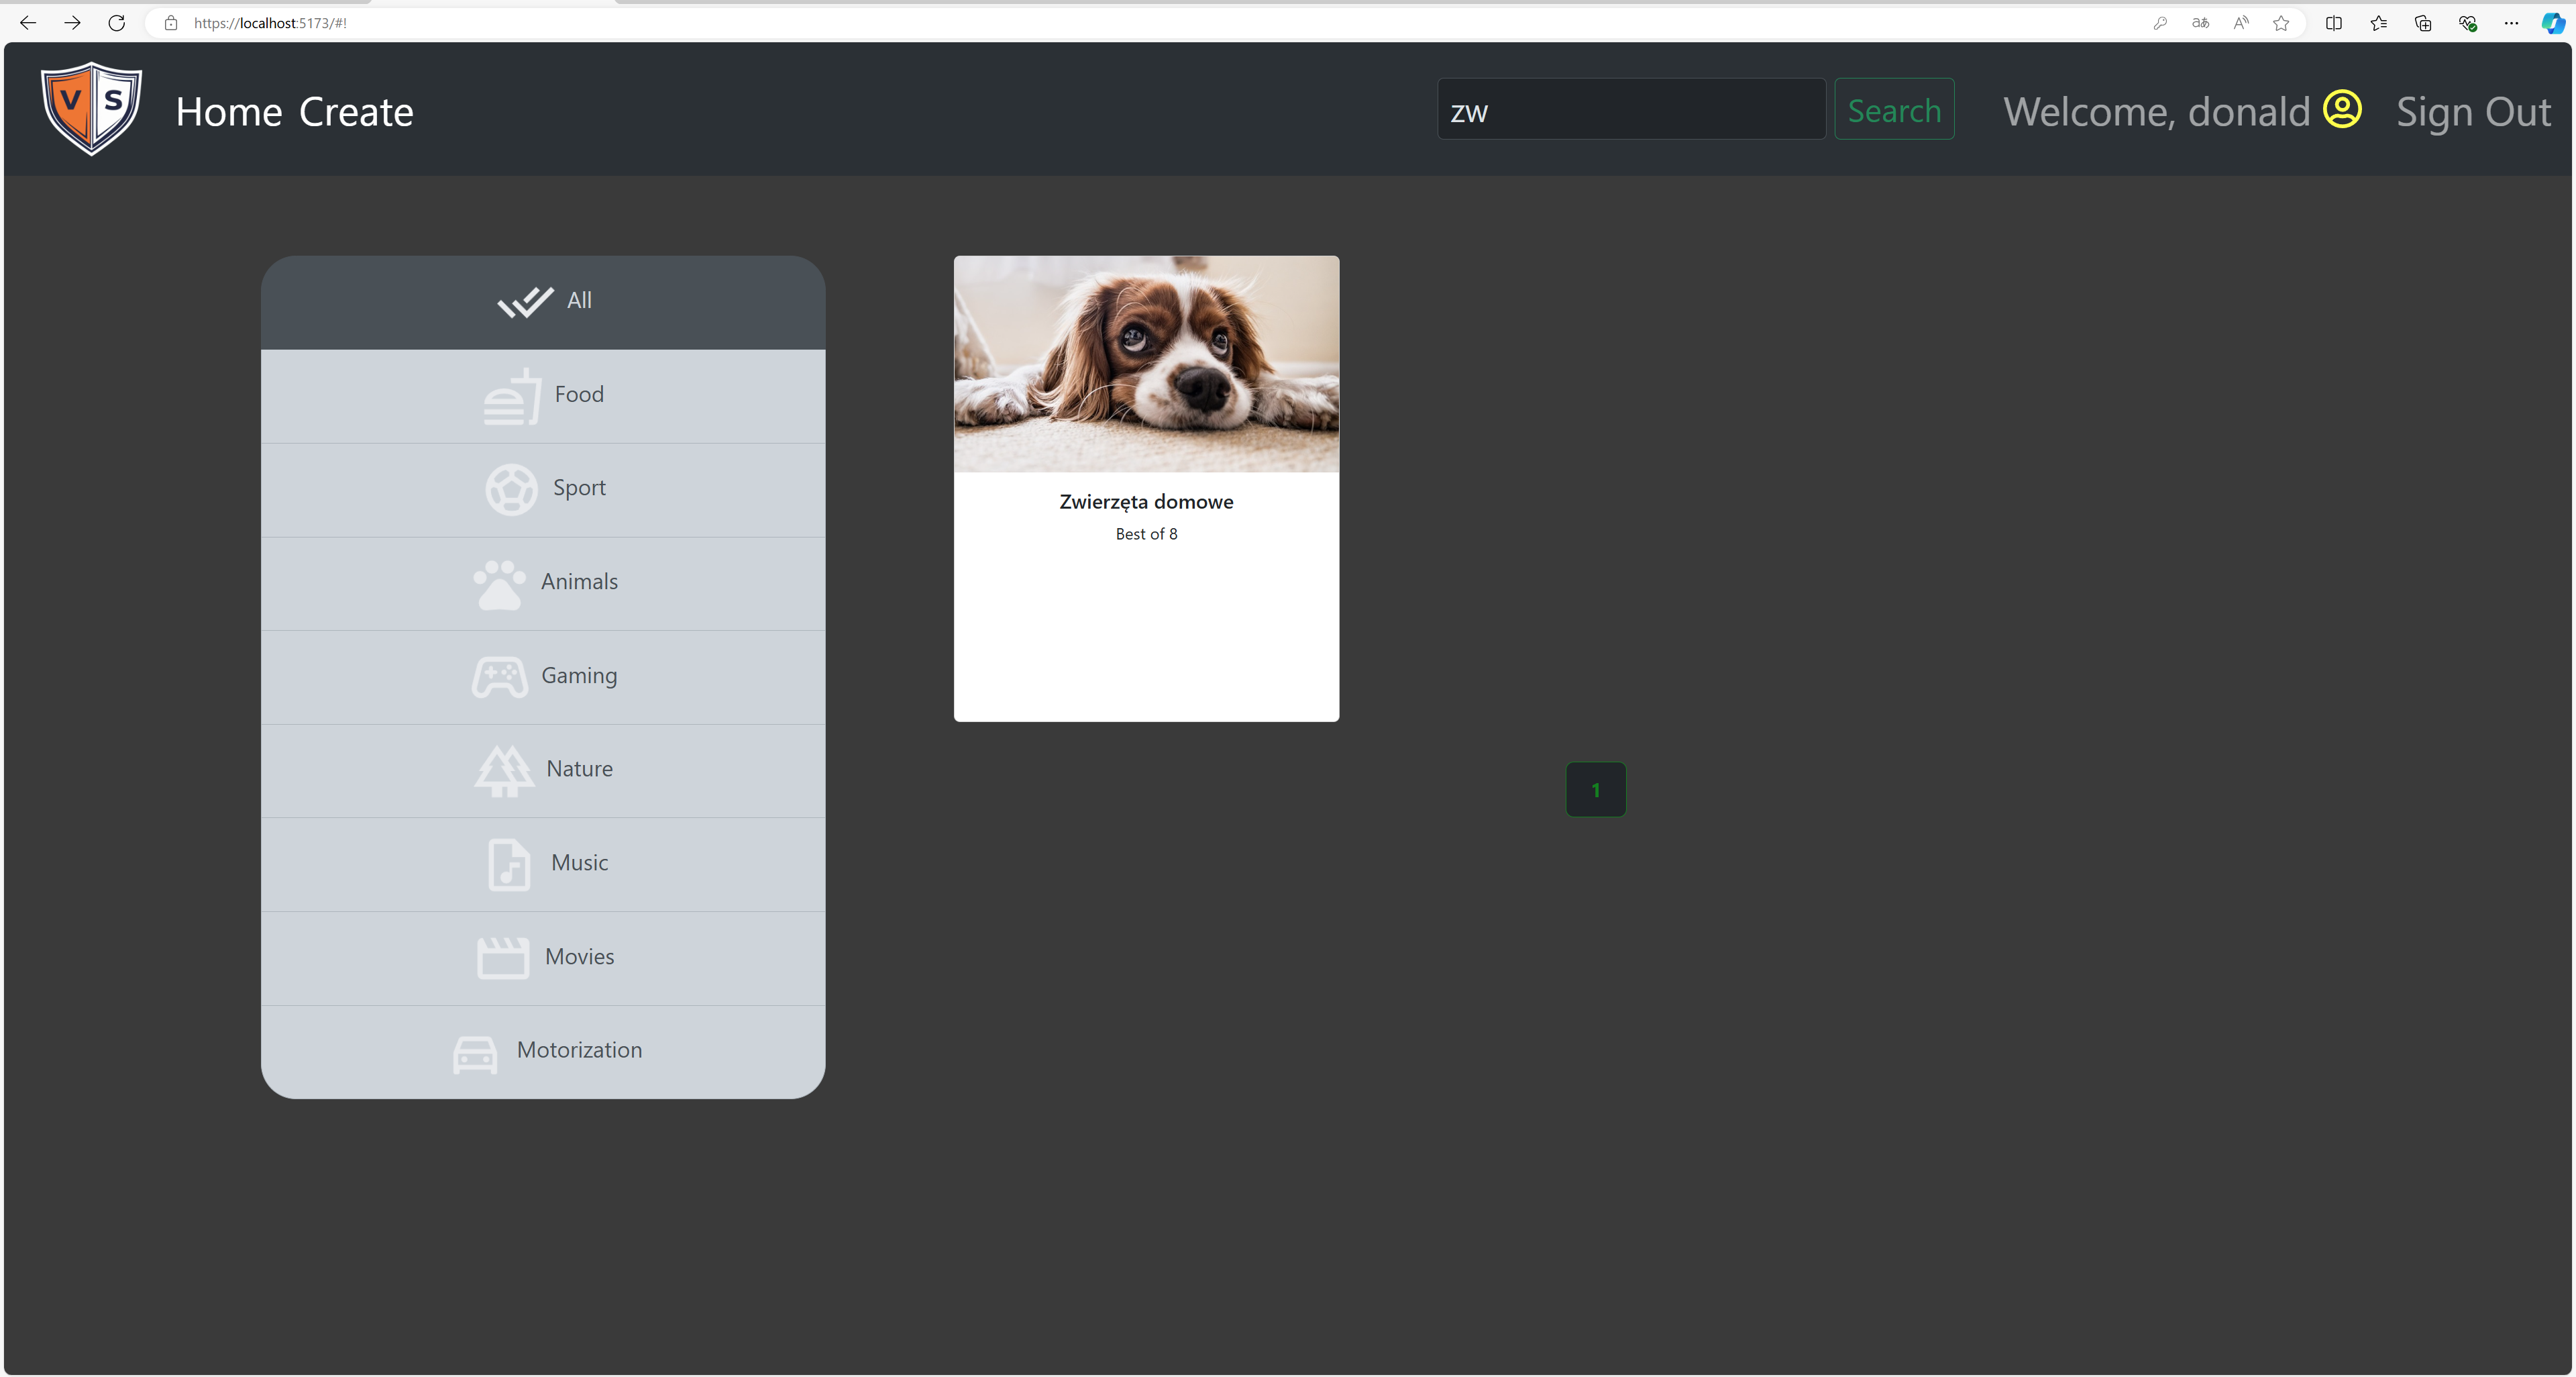 https://localhost:5173/#!
V S
Home Create
zw
Search
Welcome, donald
Sign Out
All
Food
Sport
Animals
Gaming
Nature
Music
Movies
Motorization
Zwierzęta domowe
Best of 8
1